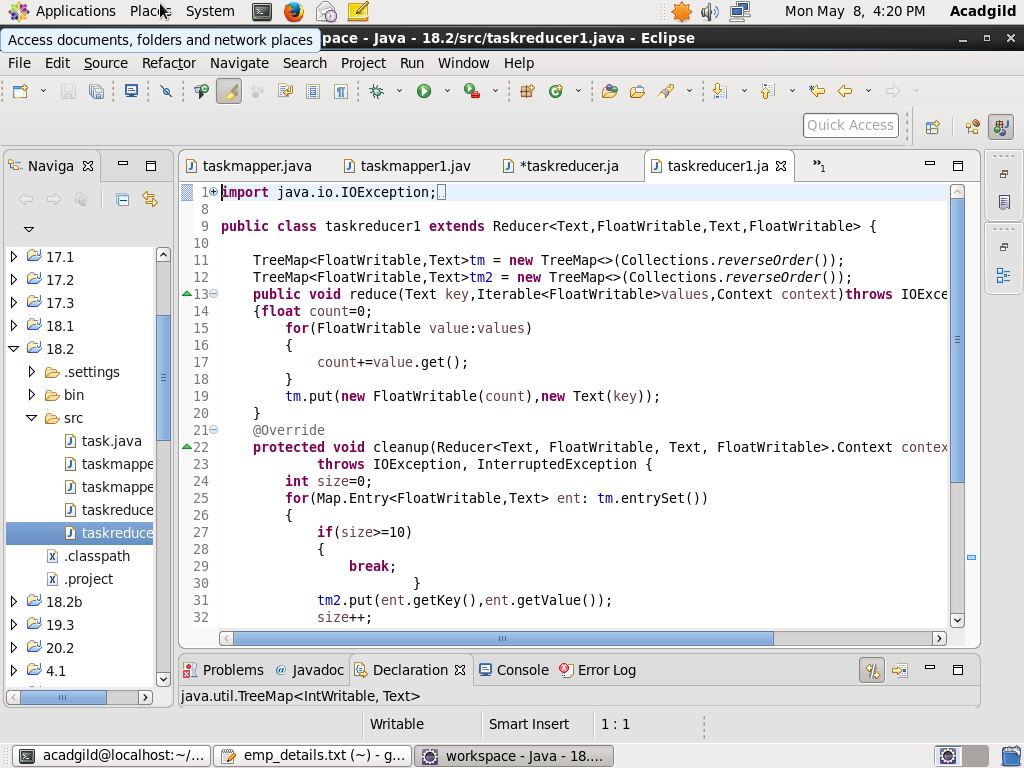 Applications Places System Mon May 8, 4:20 PM Acadgild
Access documents, folders and network places
space - Java - 18.2/src/taskreducer1.java - Eclipse
File Edit Source Refactor Navigate Search Project Run Window Help
Quick Access
Naviga
taskmapper.java taskmapper1.jav *taskreducer.ja taskreducer1.ja »1
17.1
17.2
17.3
18.1
18.2
.settings
bin
src
task.java
taskmappe
taskmappe
taskreduce
taskreduce
.classpath
.project
18.2b
19.3
20.2
4.1
1 import java.io.IOException;
8
9 public class taskreducer1 extends Reducer<Text,FloatWritable,Text,FloatWritable> {
10
11 TreeMap<FloatWritable,Text>tm = new TreeMap<>(Collections.reverseOrder());
12 TreeMap<FloatWritable,Text>tm2 = new TreeMap<>(Collections.reverseOrder());
13 public void reduce(Text key,Iterable<FloatWritable>values,Context context)throws IOExce
14 {float count=0;
15 for(FloatWritable value:values)
16 {
17 count+=value.get();
18 }
19 tm.put(new FloatWritable(count),new Text(key));
20 }
21 @Override
22 protected void cleanup(Reducer<Text, FloatWritable, Text, FloatWritable>.Context contex
23 throws IOException, InterruptedException {
24 int size=0;
25 for(Map.Entry<FloatWritable,Text> ent: tm.entrySet())
26 {
27 if(size>=10)
28 {
29 break;
30 }
31 tm2.put(ent.getKey(),ent.getValue());
32 size++;
Problems @ Javadoc Declaration Console Error Log
java.util.TreeMap<IntWritable, Text>
Writable Smart Insert 1 : 1
acadgild@localhost:~/... emp_details.txt (~) - g... workspace - Java - 18....